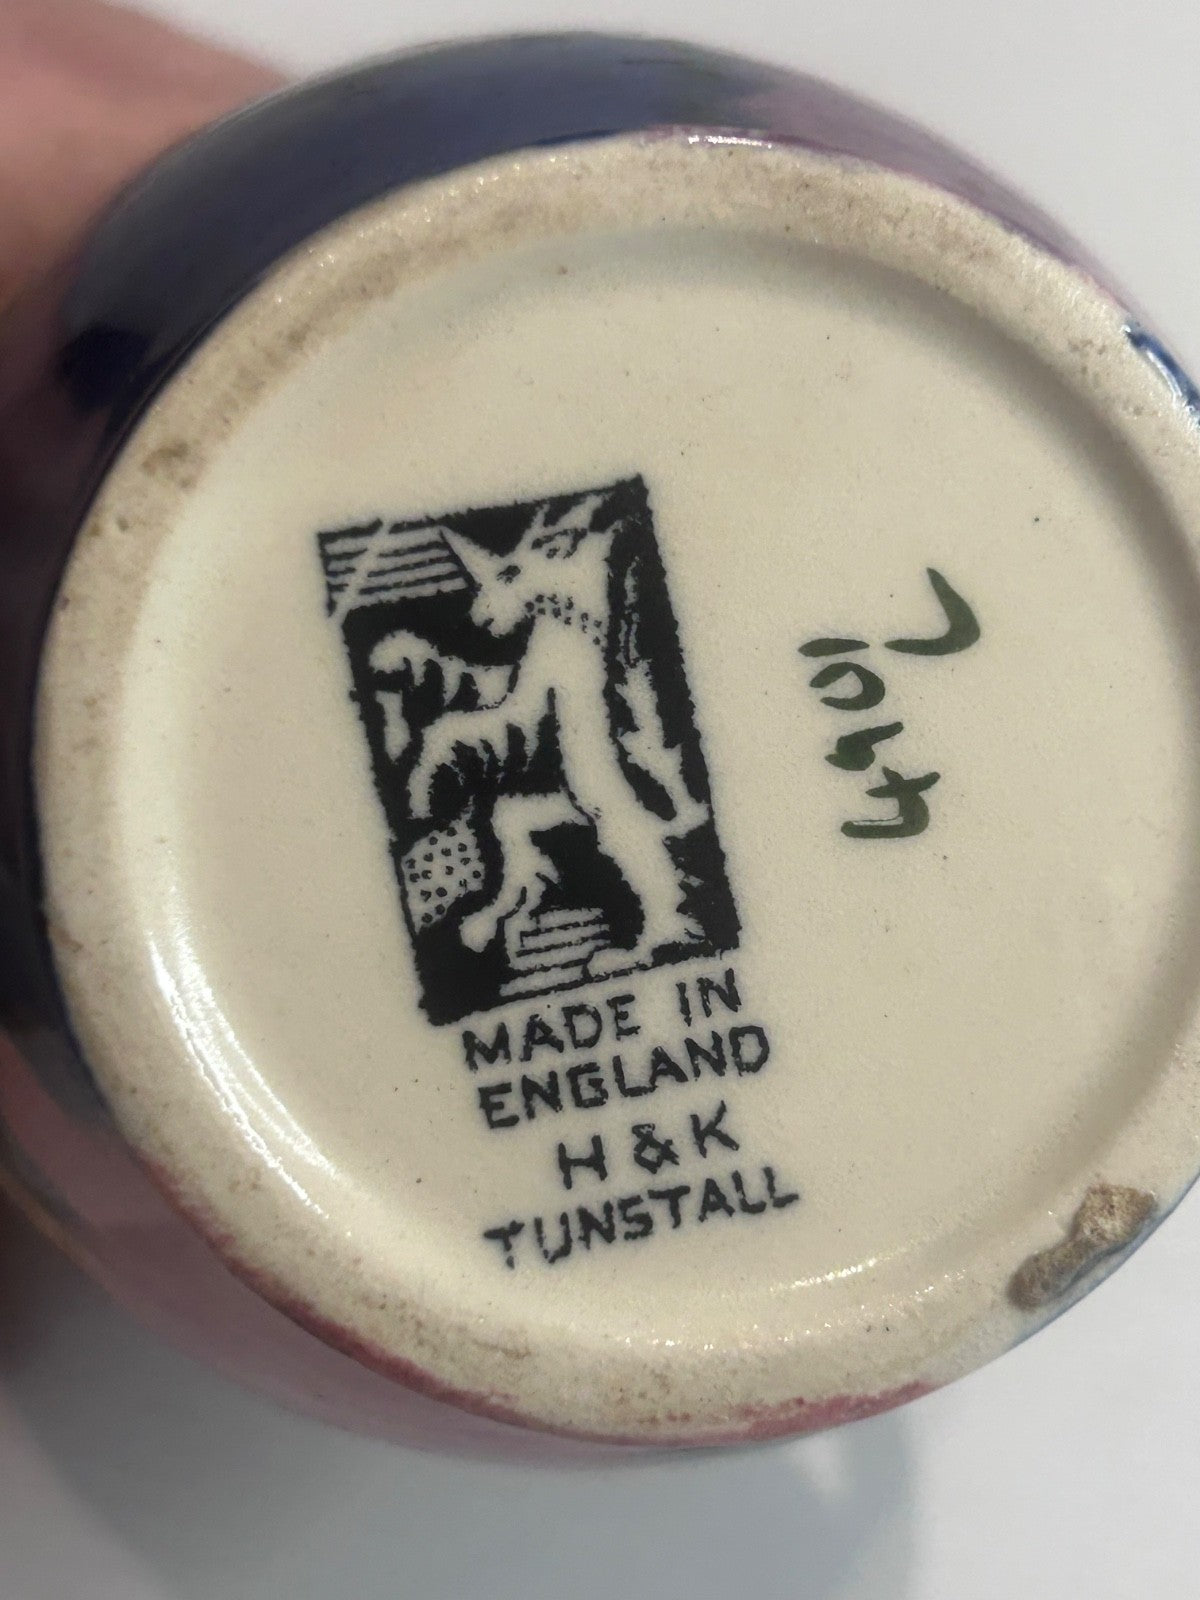 MADE IN
ENGLAND
H & K
TUNSTALL